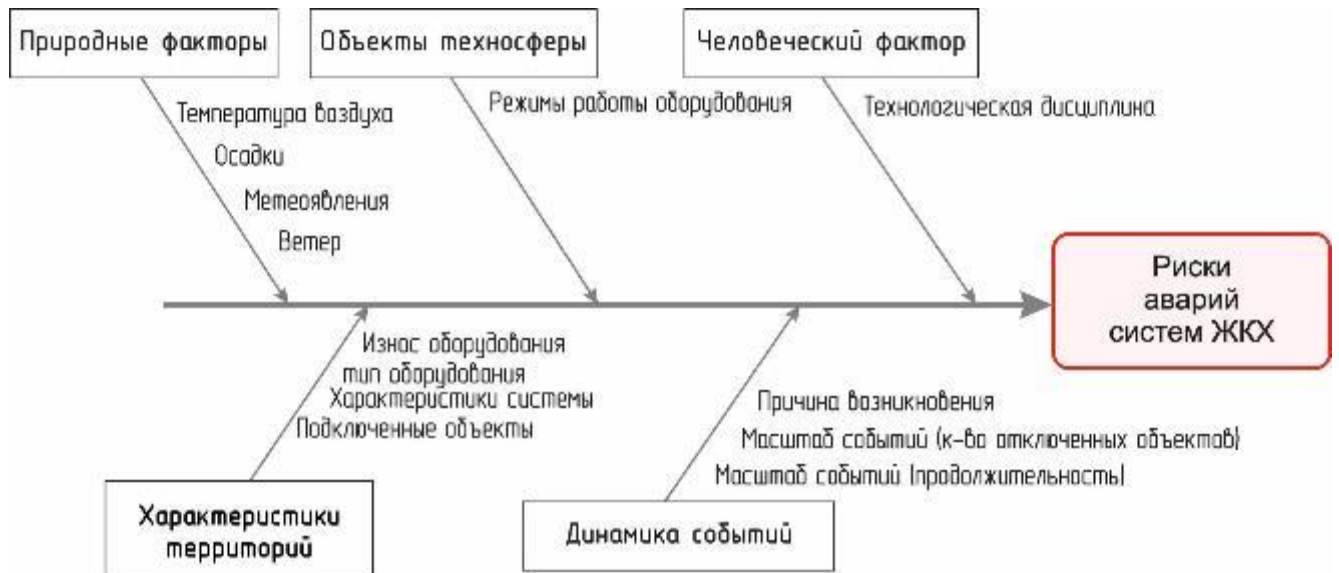 Природные факторы
Объекты техносферы
Человеческий фактор
Температура воздуха
Осадки
Метеоявления
Ветер
Режимы работы оборудования
Технологическая дисциплина
Риски
аварий
систем ЖКХ
Износ оборудования
тип оборудования
Характеристики системы
Подключенные объекты
Причина возникновения
Масштаб событий (к-во отключенных объектов)
Масштаб событий (продолжительность)
Характеристики
территорий
Динамика событий